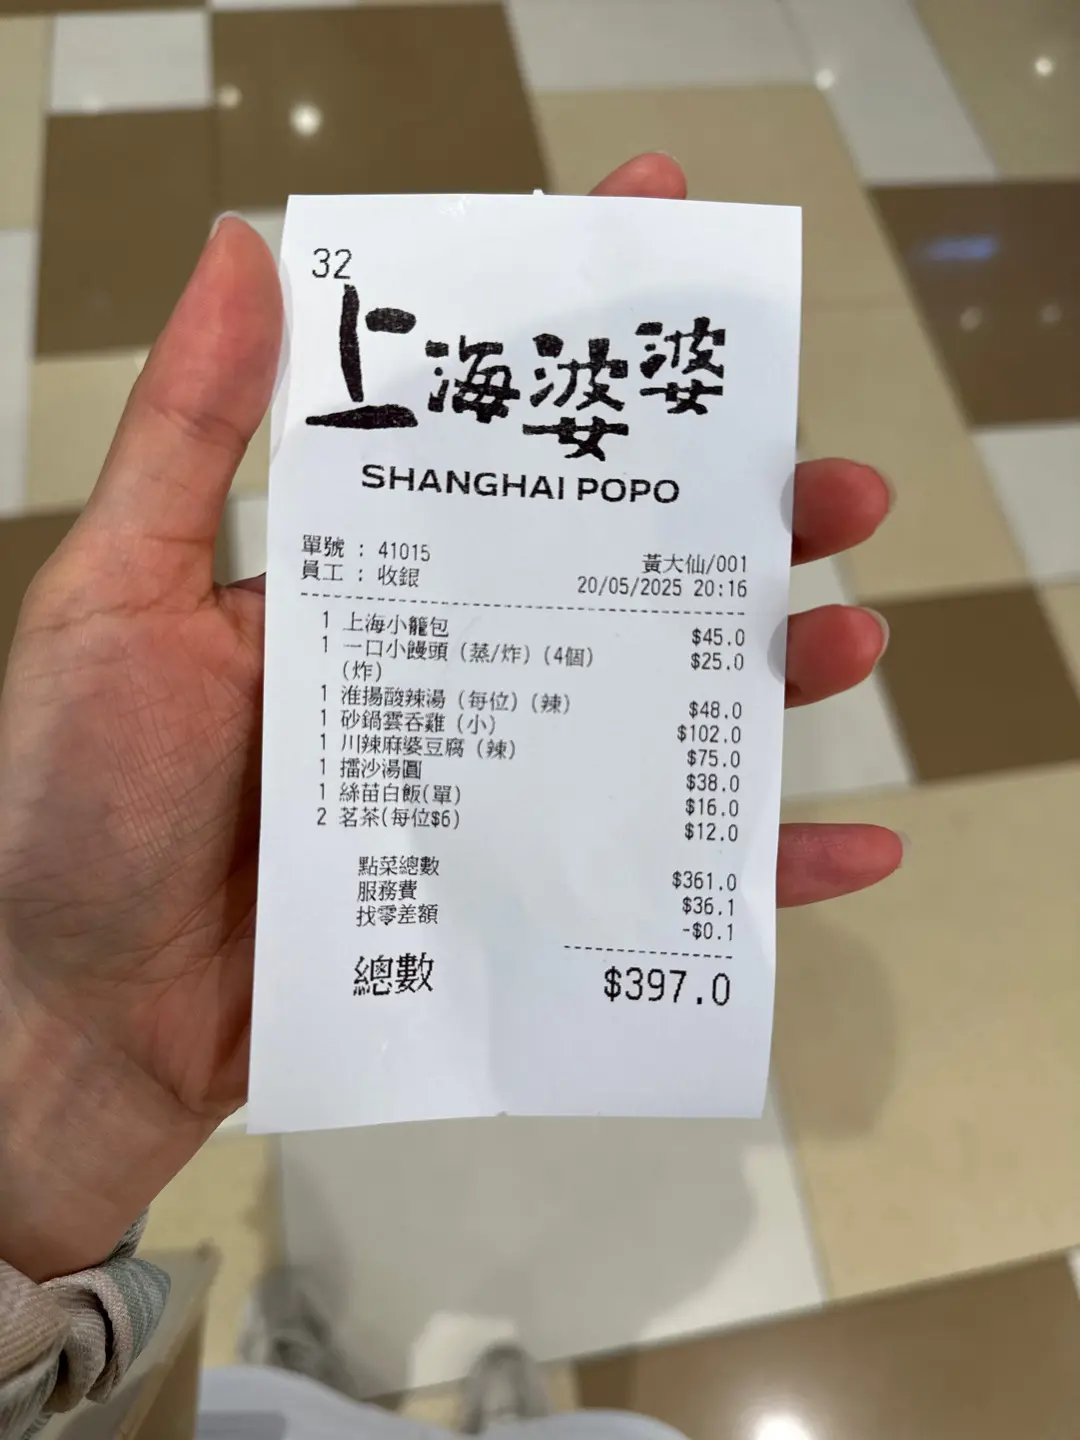 32
上海婆婆
SHANGHAI POPO
單號 : 41015 黃大仙/001
員工 : 收銀 20/05/2025 20:16
1 上海小籠包 $45.0
1 一口小饅頭 (蒸/炸) (4個) $25.0
(炸)
1 淮揚酸辣湯 (每位) (辣) $48.0
1 砂鍋雲吞雞 (小) $102.0
1 川辣麻婆豆腐 (辣) $75.0
1 擂沙湯圓 $38.0
1 絲苗白飯(單) $16.0
2 茗茶(每位$6) $12.0
點菜總數 $361.0
服務費 $36.1
找零差額 -$0.1
總數 $397.0